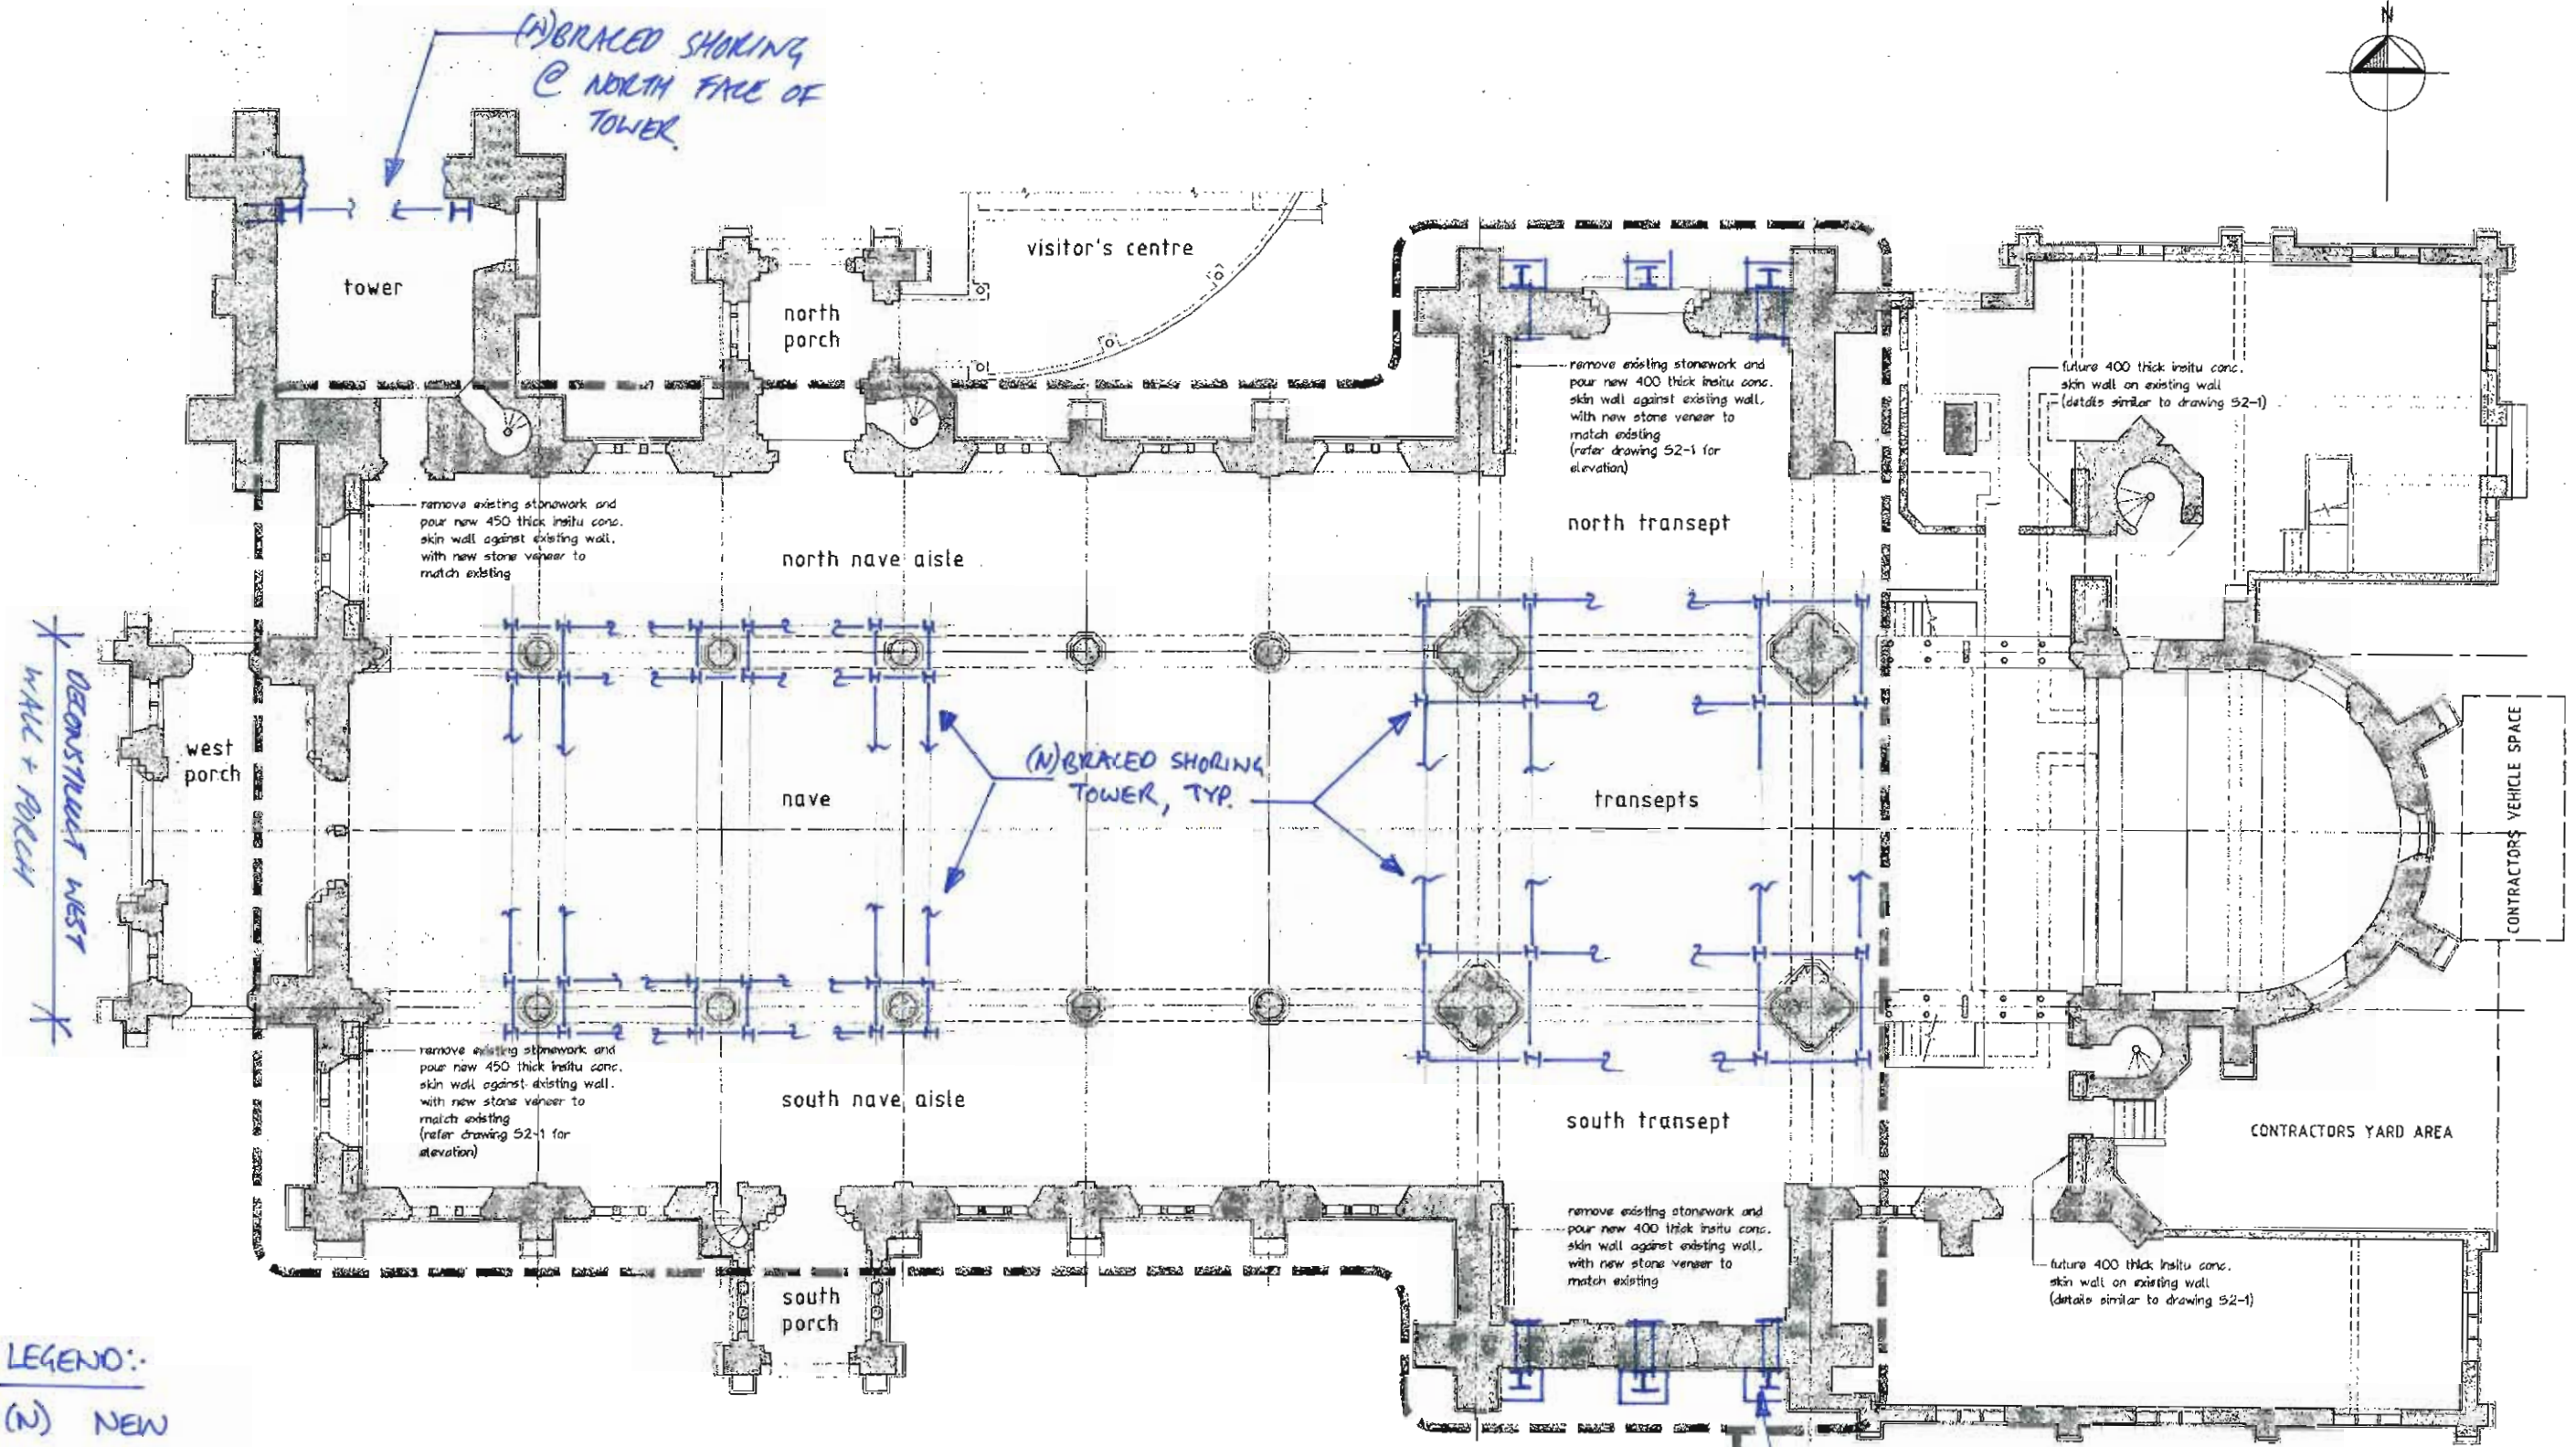 N
(N)BRACED SHORING
@ NORTH FACE OF
TOWER.
tower
north
porch
visitor's centre
remove existing stonework and
pour new 400 thick insitu conc.
skin wall against existing wall,
with new stone veneer to
match existing
(refer drawing S2-1 for
elevation)
future 400 thick insitu conc.
skin wall on existing wall
(details similar to drawing S2-1)
remove existing stonework and
pour new 450 thick insitu conc.
skin wall against existing wall,
with new stone veneer to
match existing
north nave aisle
north transept
DECONSTRUCT WEST
WALL + PORCH
west
porch
nave
(N)BRACED SHORING
TOWER, TYP.
transepts
CONTRACTORS VEHICLE SPACE
remove existing stonework and
pour new 450 thick insitu conc.
skin wall against existing wall.
with new stone veneer to
match existing
(refer drawing S2-1 for
elevation)
south nave aisle
south transept
CONTRACTORS YARD AREA
remove existing stonework and
pour new 400 thick insitu conc.
skin wall against existing wall,
with new stone veneer to
match existing
future 400 thick insitu conc.
skin wall on existing wall
(details similar to drawing S2-1)
south
porch
LEGEND:-
(N) NEW